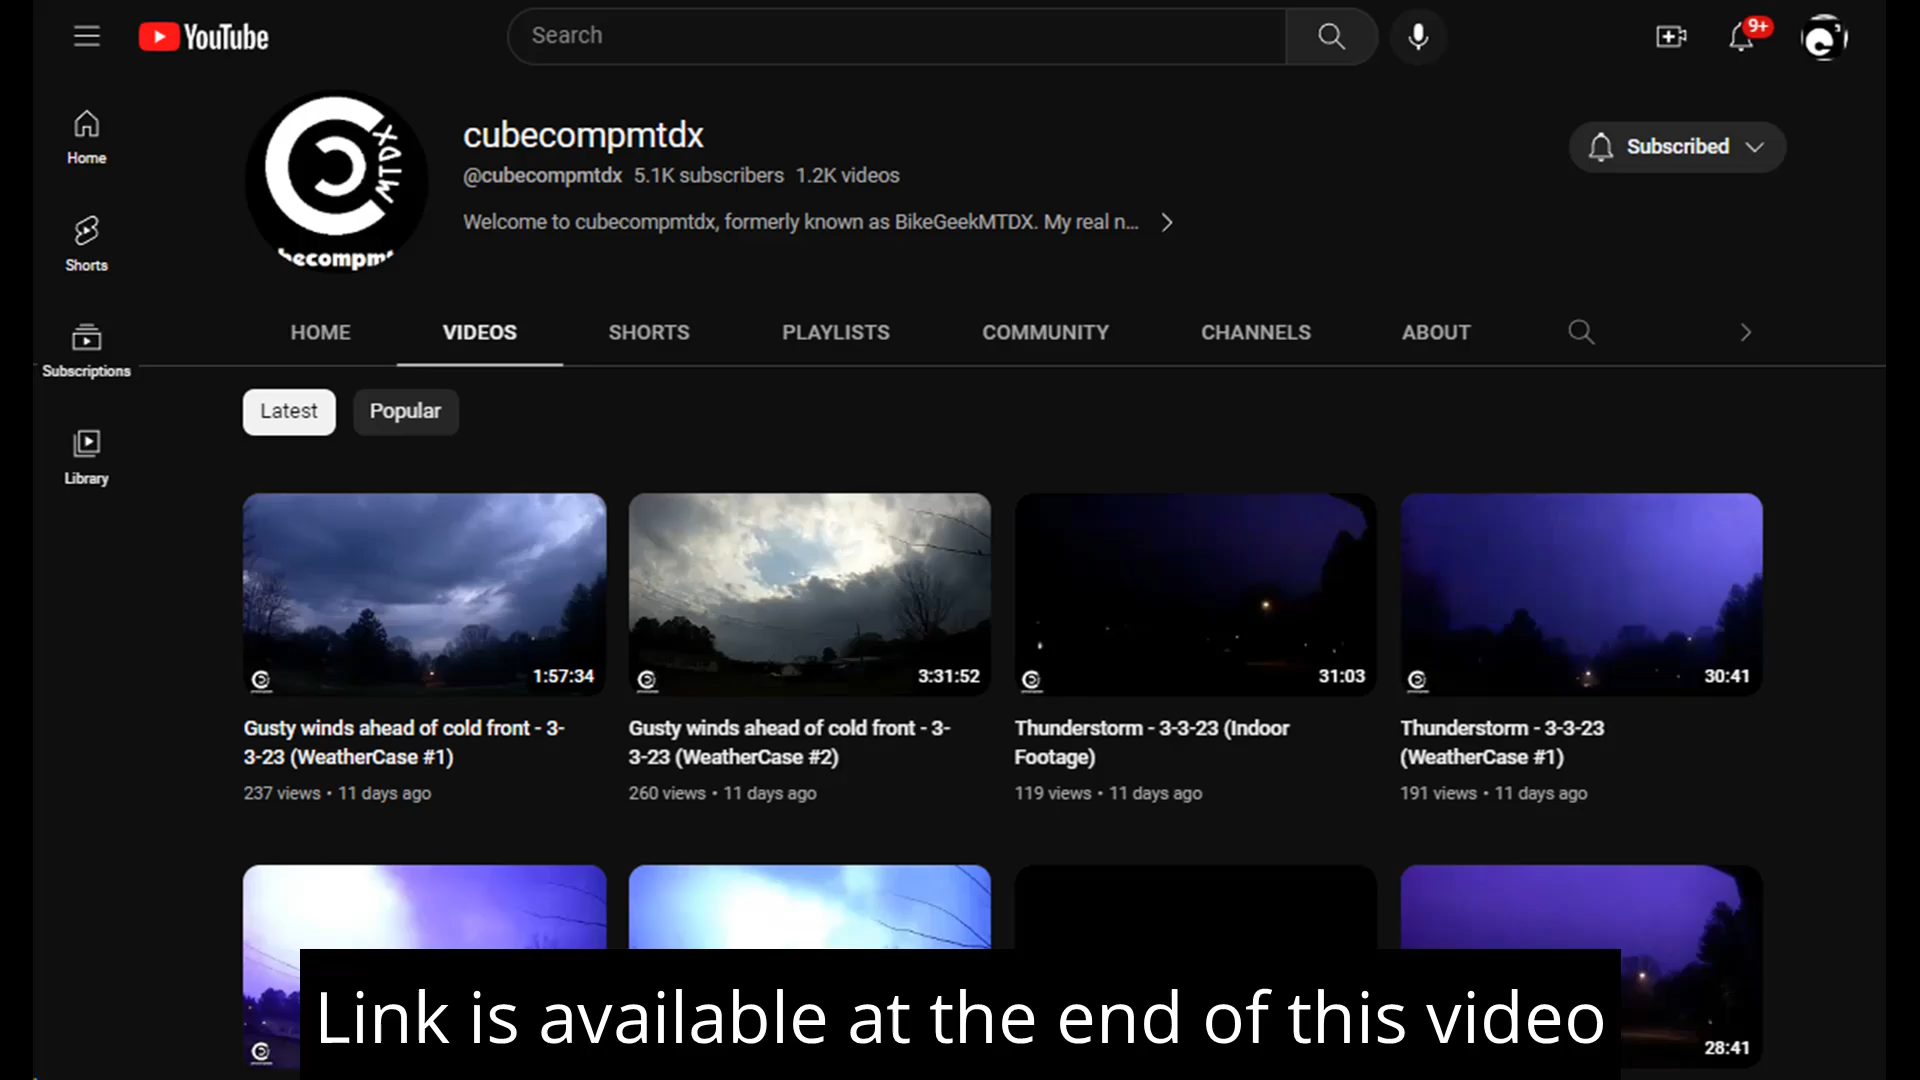 YouTube
Search
9+
Home
Shorts
Subscriptions
Library
MTDX
becompm
cubecompmtdx
@cubecompmtdx 5.1K subscribers 1.2K videos
Welcome to cubecompmtdx, formerly known as BikeGeekMTDX. My real n...
Subscribed
HOME VIDEOS SHORTS PLAYLISTS COMMUNITY CHANNELS ABOUT
Latest Popular
1:57:34
3:31:52
31:03
30:41
Gusty winds ahead of cold front - 3-
3-23 (WeatherCase #1)
237 views • 11 days ago
Gusty winds ahead of cold front - 3-
3-23 (WeatherCase #2)
260 views • 11 days ago
Thunderstorm - 3-3-23 (Indoor
Footage)
119 views • 11 days ago
Thunderstorm - 3-3-23
(WeatherCase #1)
191 views • 11 days ago
28:41
Link is available at the end of this video